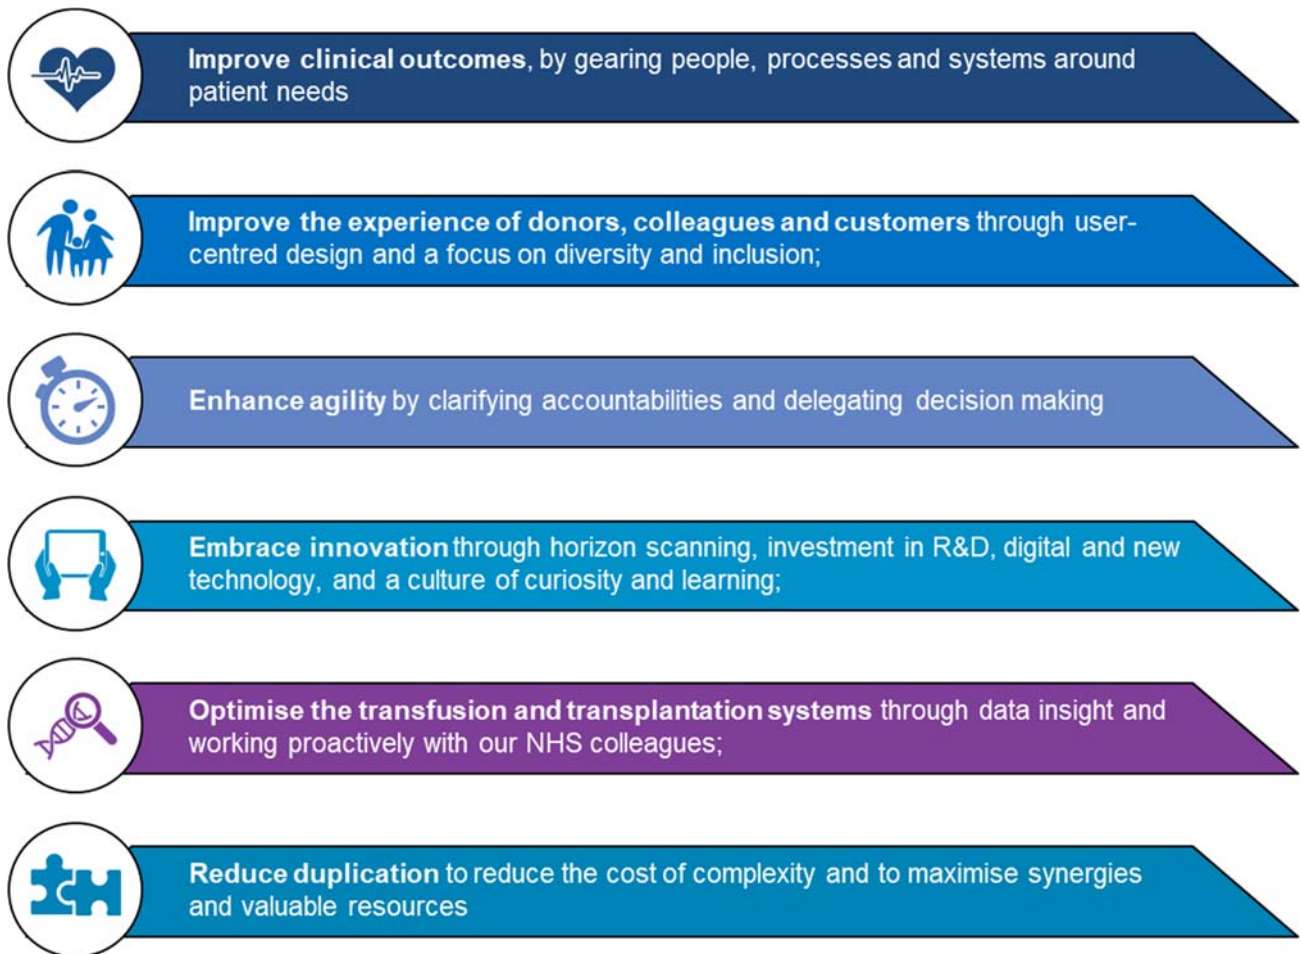 Improve clinical outcomes, by gearing people, processes and systems around
patient needs
Improve the experience of donors, colleagues and customers through user-
centred design and a focus on diversity and inclusion;
Enhance agility by clarifying accountabilities and delegating decision making
Embrace innovation through horizon scanning, investment in R&D, digital and new
technology, and a culture of curiosity and learning;
Optimise the transfusion and transplantation systems through data insight and
working proactively with our NHS colleagues;
Reduce duplication to reduce the cost of complexity and to maximise synergies
and valuable resources